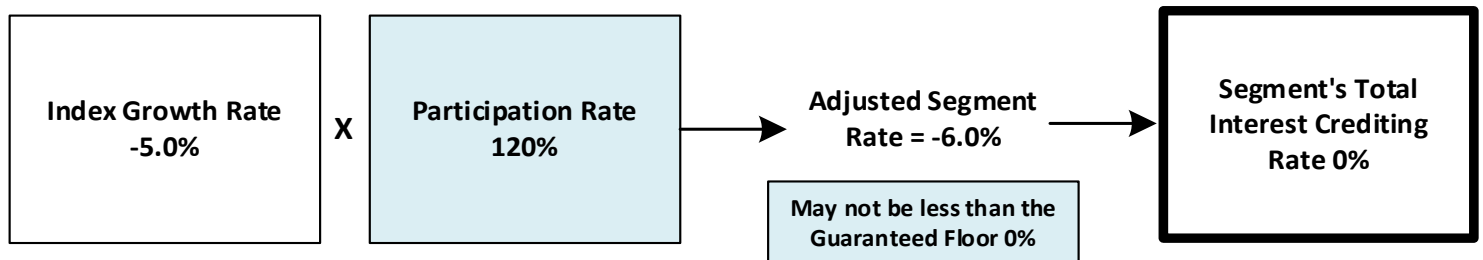 Index Growth Rate
-5.0%
X
Participation Rate
120%
Adjusted Segment
Rate = -6.0%
May not be less than the
Guaranteed Floor 0%
Segment's Total
Interest Crediting
Rate 0%